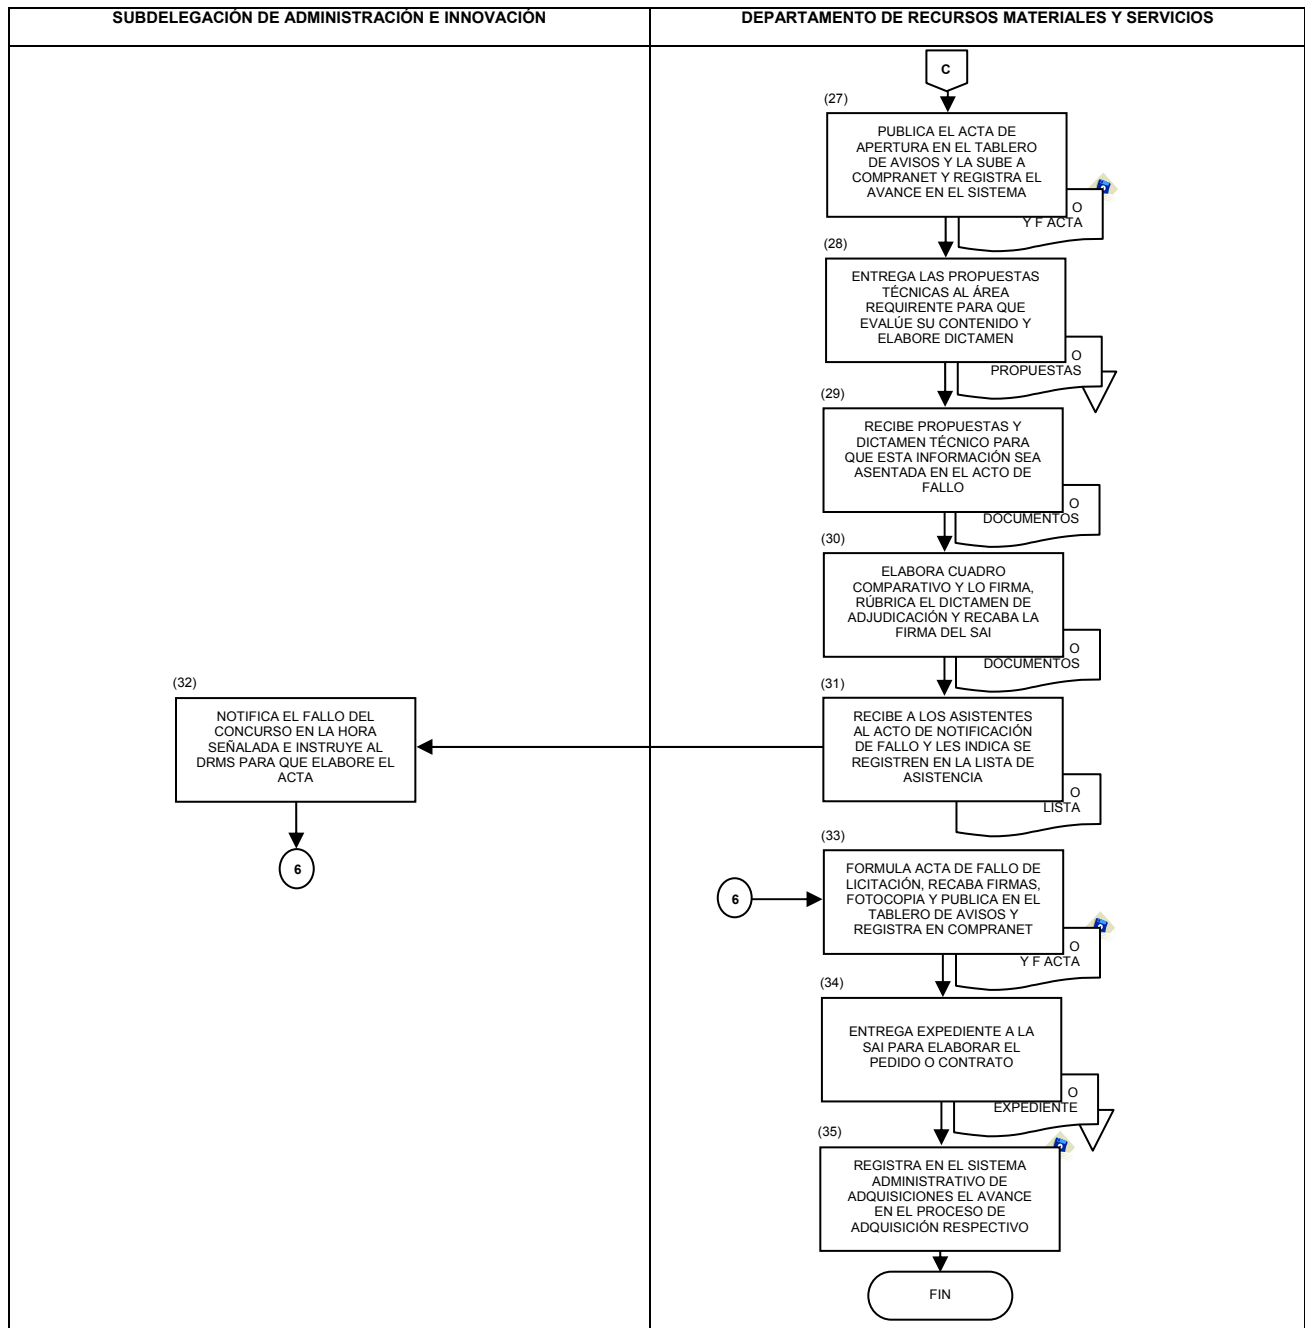 SUBDELEGACIÓN DE ADMINISTRACIÓN E INNOVACIÓN
DEPARTAMENTO DE RECURSOS MATERIALES Y SERVICIOS
C
(27)
PUBLICA EL ACTA DE
APERTURA EN EL TABLERO
DE AVISOS Y LA SUBE A
COMPRANET Y REGISTRA EL
AVANCE EN EL SISTEMA
O
Y F ACTA
(28)
ENTREGA LAS PROPUESTAS
TÉCNICAS AL ÁREA
REQUIRENTE PARA QUE
EVALÚE SU CONTENIDO Y
ELABORE DICTAMEN
O
PROPUESTAS
(29)
RECIBE PROPUESTAS Y
DICTAMEN TÉCNICO PARA
QUE ESTA INFORMACIÓN SEA
ASENTADA EN EL ACTO DE
FALLO
O
DOCUMENTOS
(30)
ELABORA CUADRO
COMPARATIVO Y LO FIRMA,
RÚBRICA EL DICTAMEN DE
ADJUDICACIÓN Y RECABA LA
FIRMA DEL SAI
O
DOCUMENTOS
(31)
RECIBE A LOS ASISTENTES
AL ACTO DE NOTIFICACIÓN
DE FALLO Y LES INDICA SE
REGISTREN EN LA LISTA DE
ASISTENCIA
O
LISTA
(32)
NOTIFICA EL FALLO DEL
CONCURSO EN LA HORA
SEÑALADA E INSTRUYE AL
DRMS PARA QUE ELABORE EL
ACTA
6
6
(33)
FORMULA ACTA DE FALLO DE
LICITACIÓN, RECABA FIRMAS,
FOTOCOPIA Y PUBLICA EN EL
TABLERO DE AVISOS Y
REGISTRA EN COMPRANET
O
Y F ACTA
(34)
ENTREGA EXPEDIENTE A LA
SAI PARA ELABORAR EL
PEDIDO O CONTRATO
O
EXPEDIENTE
(35)
REGISTRA EN EL SISTEMA
ADMINISTRATIVO DE
ADQUISICIONES EL AVANCE
EN EL PROCESO DE
ADQUISICIÓN RESPECTIVO
FIN